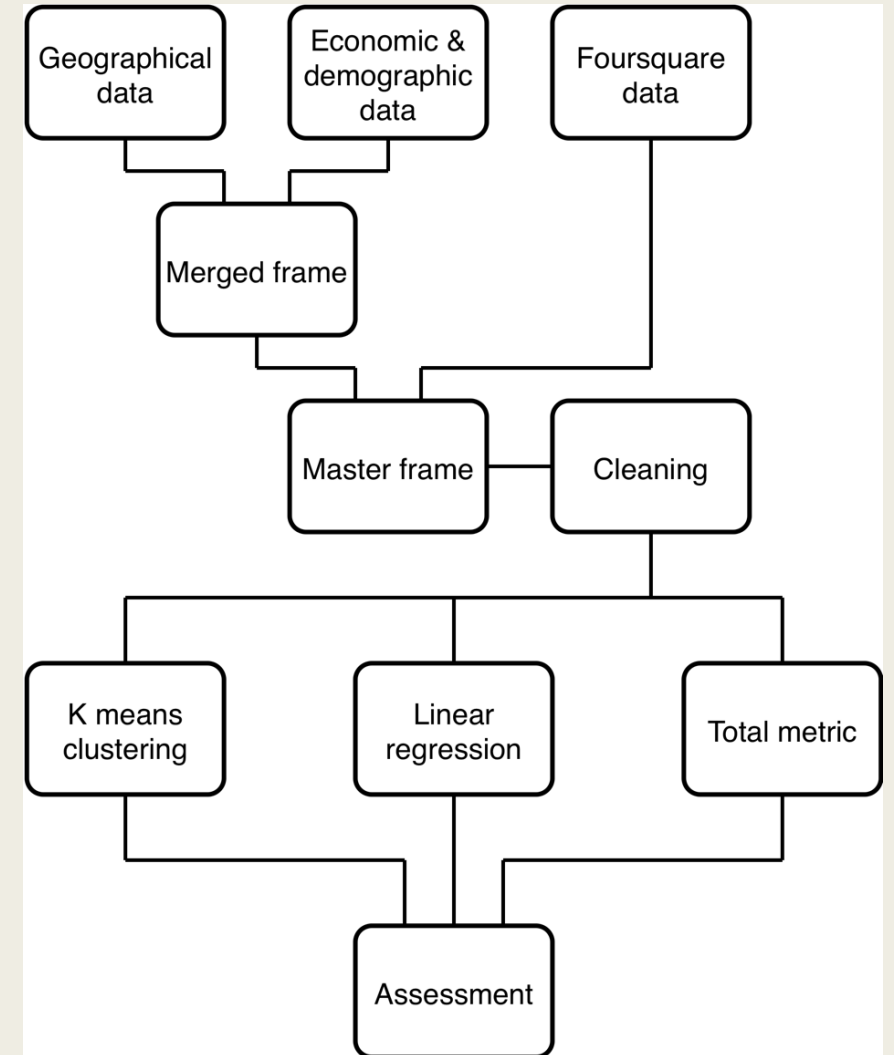 Geographical
data
Economic &
demographic
data
Foursquare
data
Merged frame
Master frame
Cleaning
K means
clustering
Linear
regression
Total metric
Assessment